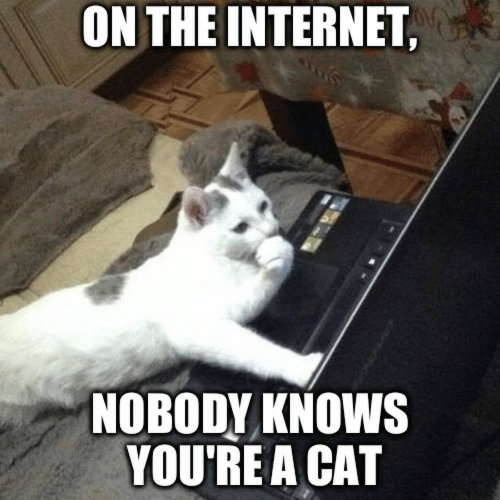 ON THE INTERNET,
NOBODY KNOWS
YOU'RE A CAT